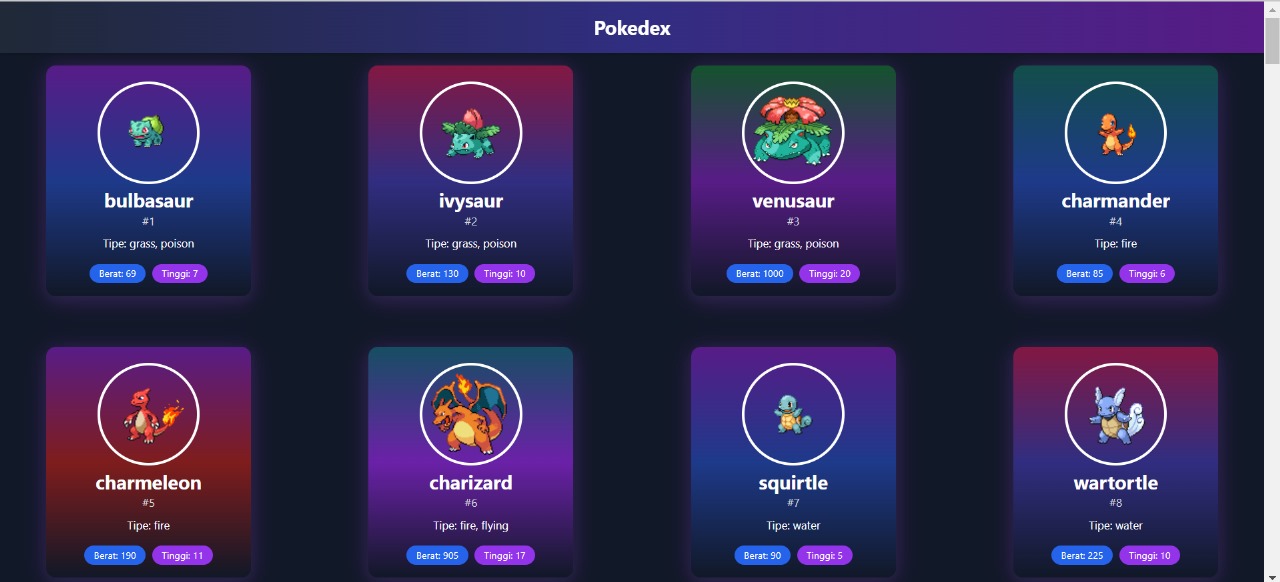 Pokedex
bulbasaur
#1
Tipe: grass, poison
Berat: 69 Tinggi: 7
ivysaur
#2
Tipe: grass, poison
Berat: 130 Tinggi: 10
venusaur
#3
Tipe: grass, poison
Berat: 1000 Tinggi: 20
charmander
#4
Tipe: fire
Berat: 85 Tinggi: 6
charmeleon
#5
Tipe: fire
Berat: 190 Tinggi: 11
charizard
#6
Tipe: fire, flying
Berat: 905 Tinggi: 17
squirtle
#7
Tipe: water
Berat: 90 Tinggi: 5
wartortle
#8
Tipe: water
Berat: 225 Tinggi: 10